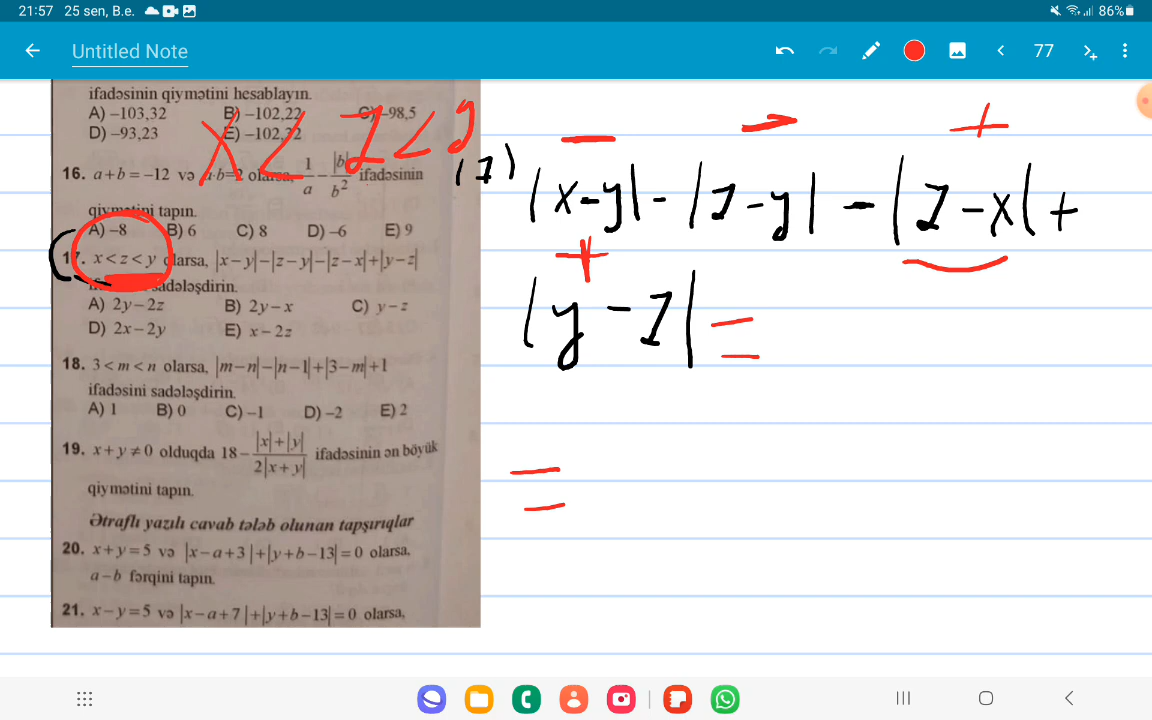 21:57 25 sen, B.e. 86%
Untitled Note 77
ifadəsinin qiymətini hesablayın.
A) –103,32 B) –102,22 C) –98,5
D) –93,23 E) –102,32
x<z<y
16. a+b=–12 və a·b=2 olarsa, 1/a – |b|/b² ifadəsinin
qiymətini tapın.
A) –8 B) 6 C) 8 D) –6 E) 9
17. x<z<y olarsa, |x–y|–|z–y|–|z–x|+|y–z|
sadələşdirin.
A) 2y–2z B) 2y–x C) y–z
D) 2x–2y E) x–2z
18. 3<m<n olarsa, |m–n|–|n–1|+|3–m|+1
ifadəsini sadələşdirin.
A) 1 B) 0 C) –1 D) –2 E) 2
19. x+y≠0 olduqda 18– |x|+|y| / 2|x+y| ifadəsinin ən böyük
qiymətini tapın.
Ətraflı yazılı cavab tələb olunan tapşırıqlar
20. x+y=5 və |x–a+3|+|y+b–13|=0 olarsa,
a–b fərqini tapın.
21. x–y=5 və |x–a+7|+|y+b–13|=0 olarsa,
– – +
|x–y|–|z–y|–|z–x|+
+
|y–z|=
=